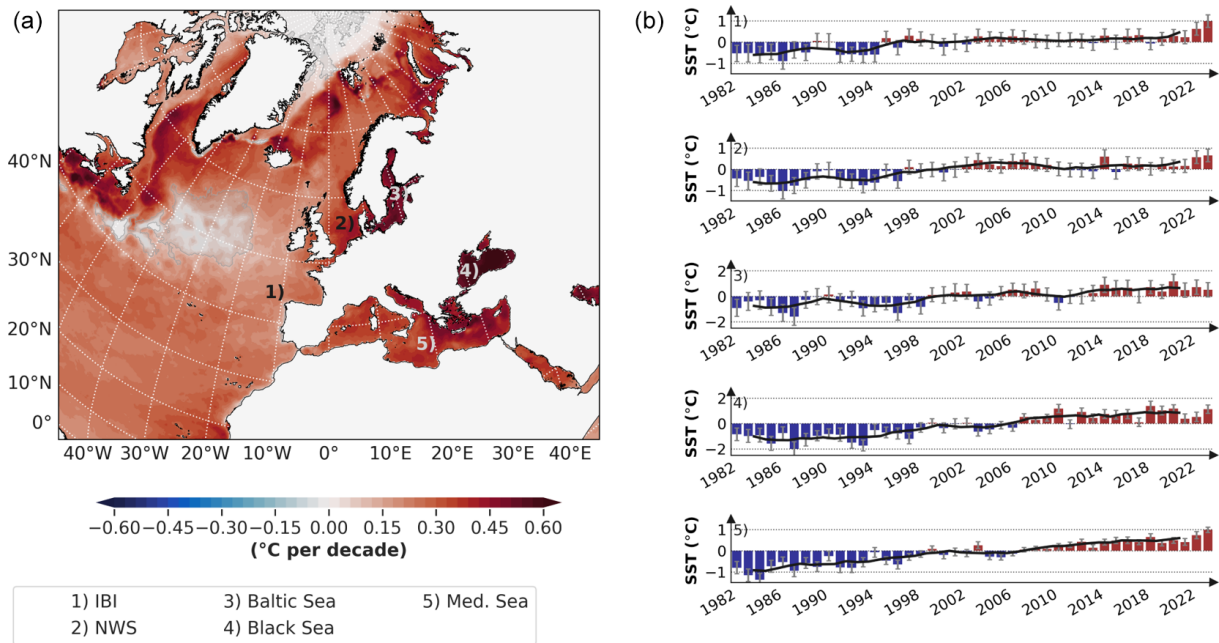 (a)
40°N
30°N
20°N
10°N
0°
40°W 30°W 20°W 10°W 0° 10°E 20°E 30°E 40°E
1)
2)
3)
4)
5)
−0.60 −0.45 −0.30 −0.15 0.00 0.15 0.30 0.45 0.60
(°C per decade)
1) IBI 3) Baltic Sea 5) Med. Sea
2) NWS 4) Black Sea
(b)
SST (°C)
1
−1
1)
1982 1986 1990 1994 1998 2002 2006 2010 2014 2018 2022
SST (°C)
1
−1
2)
1982 1986 1990 1994 1998 2002 2006 2010 2014 2018 2022
SST (°C)
2
0
−2
3)
1982 1986 1990 1994 1998 2002 2006 2010 2014 2018 2022
SST (°C)
2
0
−2
4)
1982 1986 1990 1994 1998 2002 2006 2010 2014 2018 2022
SST (°C)
1
0
−1
5)
1982 1986 1990 1994 1998 2002 2006 2010 2014 2018 2022